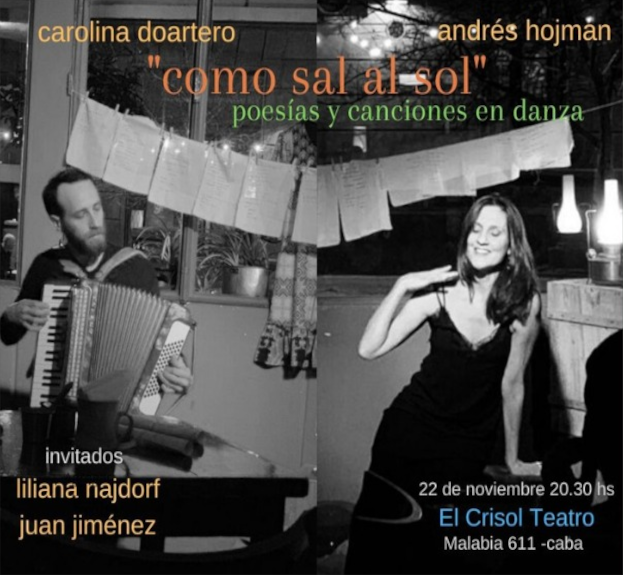 carolina doartero
andrés hojman
"como sal al sol"
poesías y canciones en danza
invitados
liliana najdorf
juan jiménez
22 de noviembre 20.30 hs
El Crisol Teatro
Malabia 611 -caba